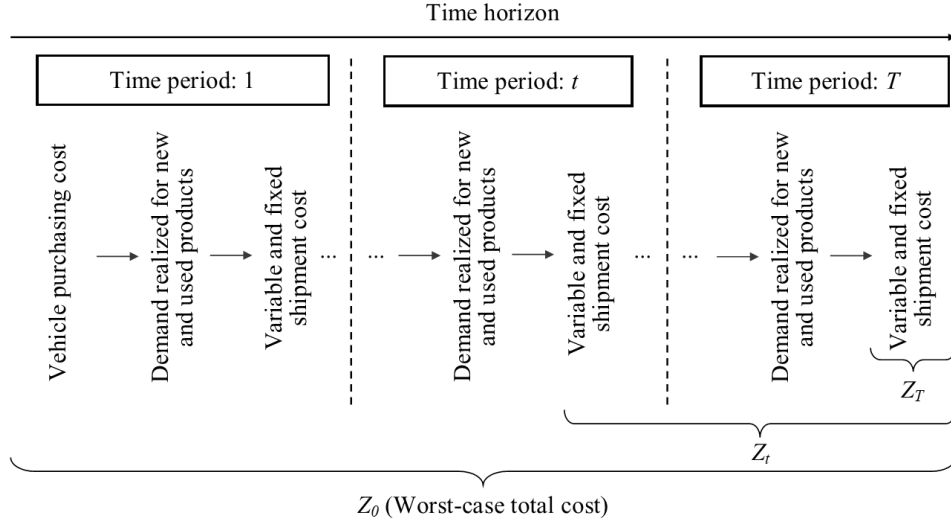 Time horizon
Time period: 1
Time period: t
Time period: T
Vehicle purchasing cost
Demand realized for new
and used products
Variable and fixed
shipment cost
...
...
Demand realized for new
and used products
Variable and fixed
shipment cost
...
...
Demand realized for new
and used products
Variable and fixed
shipment cost
Z_T
Z_t
Z_0 (Worst-case total cost)